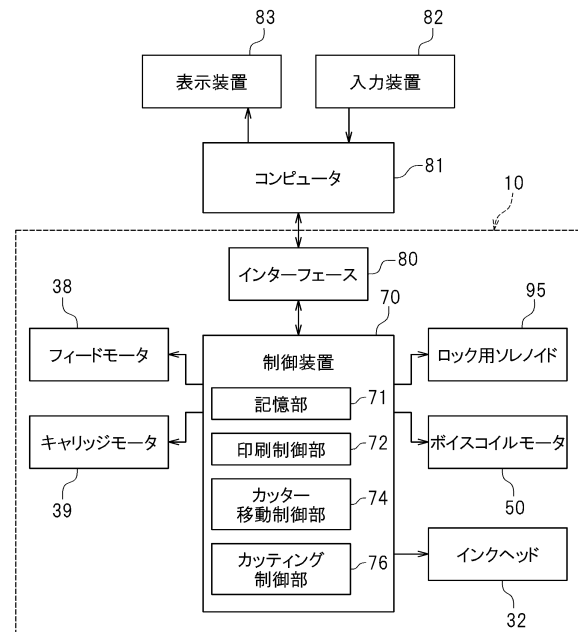 83
82
表示装置
入力装置
コンピュータ
81
10
インターフェース
80
38
70
95
フィードモータ
制御装置
ロック用ソレノイド
記憶部
71
キャリッジモータ
印刷制御部
72
ボイスコイルモータ
39
カッター
移動制御部
74
50
カッティング
制御部
76
インクヘッド
32